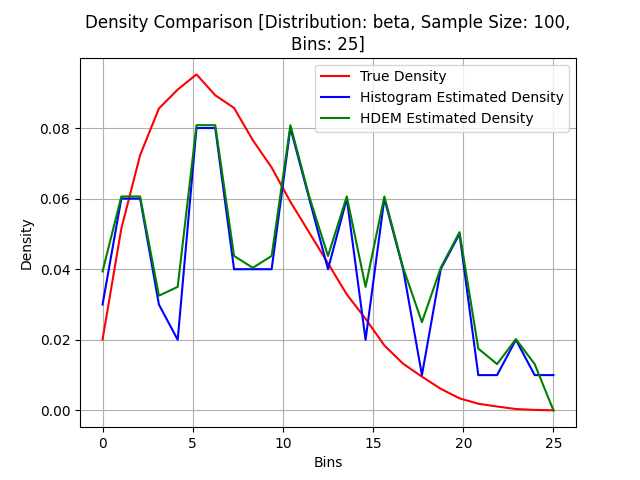 Density Comparison [Distribution: beta, Sample Size: 100,
Bins: 25]
True Density
Histogram Estimated Density
HDEM Estimated Density
Density
0.08
0.06
0.04
0.02
0.00
0 5 10 15 20 25
Bins